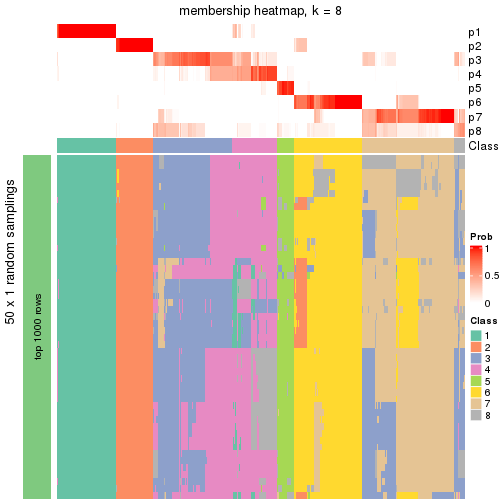 membership heatmap, k = 8
p1
p2
p3
p4
p5
p6
p7
p8
Class
50 x 1 random samplings
top 1000 rows
Prob
1
0.5
0
Class
1
2
3
4
5
6
7
8